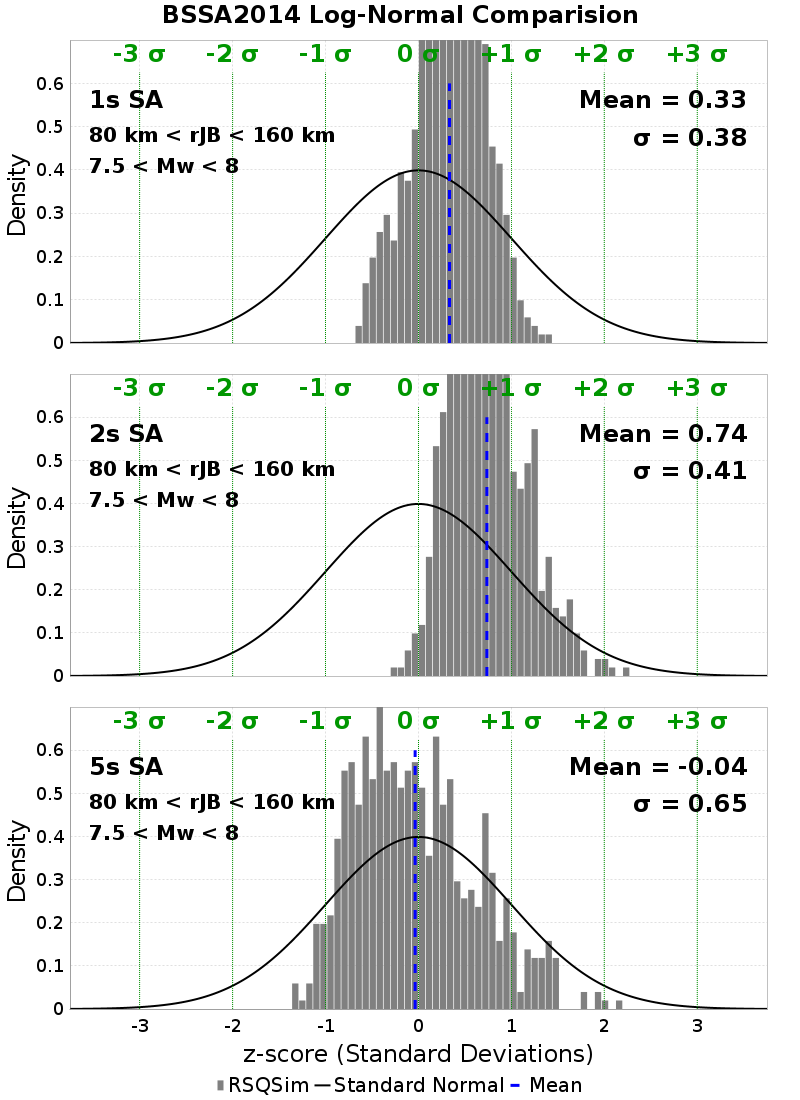 BSSA2014 Log-Normal Comparision
-3 σ -2 σ -1 σ 0 σ +1 σ +2 σ +3 σ
1s SA
80 km < rJB < 160 km
7.5 < Mw < 8
Mean = 0.33
σ = 0.38
Density
0.6
0.5
0.4
0.3
0.2
0.1
0
-3 σ -2 σ -1 σ 0 σ +1 σ +2 σ +3 σ
2s SA
80 km < rJB < 160 km
7.5 < Mw < 8
Mean = 0.74
σ = 0.41
Density
0.6
0.5
0.4
0.3
0.2
0.1
0
-3 σ -2 σ -1 σ 0 σ +1 σ +2 σ +3 σ
5s SA
80 km < rJB < 160 km
7.5 < Mw < 8
Mean = -0.04
σ = 0.65
Density
0.6
0.5
0.4
0.3
0.2
0.1
0
-3 -2 -1 0 1 2 3
z-score (Standard Deviations)
RSQSim Standard Normal Mean